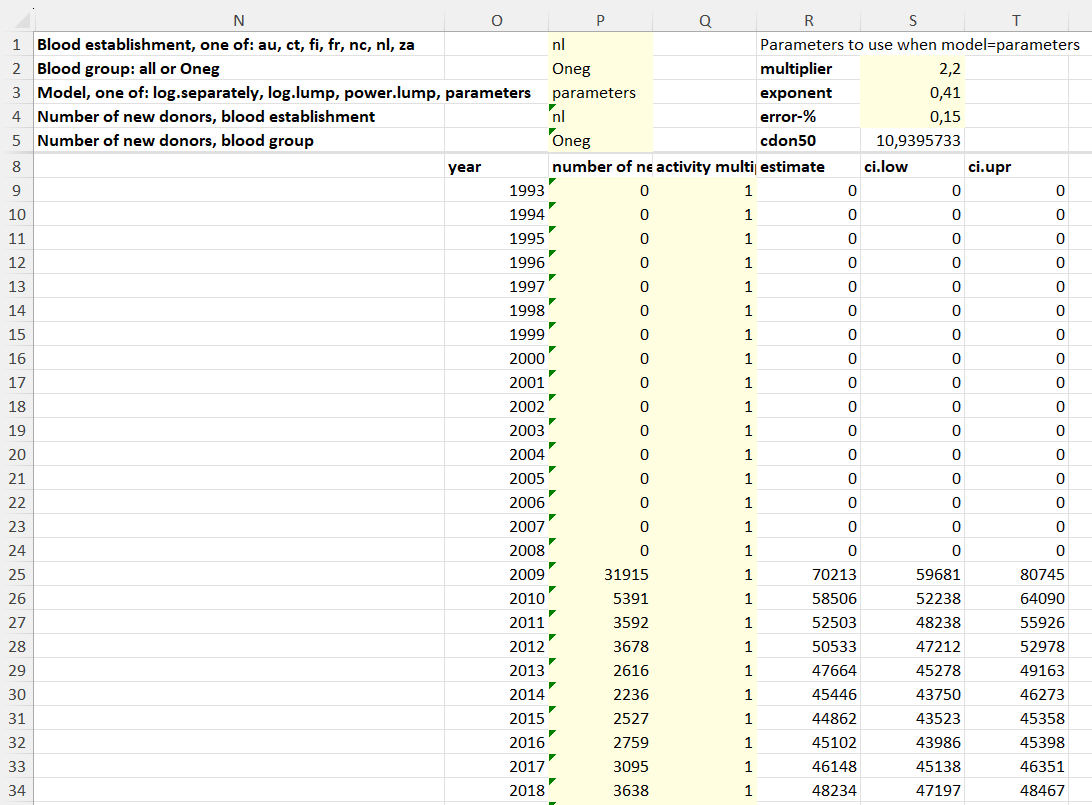 N O P Q R S T
1 Blood establishment, one of: au, ct, fi, fr, nc, nl, za nl Parameters to use when model=parameters
2 Blood group: all or Oneg Oneg multiplier 2,2
3 Model, one of: log.separately, log.lump, power.lump, parameters parameters exponent 0,41
4 Number of new donors, blood establishment nl error-% 0,15
5 Number of new donors, blood group Oneg cdon50 10,9395733
8 year number of ne activity multi estimate ci.low ci.upr
9 1993 0 1 0 0 0
10 1994 0 1 0 0 0
11 1995 0 1 0 0 0
12 1996 0 1 0 0 0
13 1997 0 1 0 0 0
14 1998 0 1 0 0 0
15 1999 0 1 0 0 0
16 2000 0 1 0 0 0
17 2001 0 1 0 0 0
18 2002 0 1 0 0 0
19 2003 0 1 0 0 0
20 2004 0 1 0 0 0
21 2005 0 1 0 0 0
22 2006 0 1 0 0 0
23 2007 0 1 0 0 0
24 2008 0 1 0 0 0
25 2009 31915 1 70213 59681 80745
26 2010 5391 1 58506 52238 64090
27 2011 3592 1 52503 48238 55926
28 2012 3678 1 50533 47212 52978
29 2013 2616 1 47664 45278 49163
30 2014 2236 1 45446 43750 46273
31 2015 2527 1 44862 43523 45358
32 2016 2759 1 45102 43986 45398
33 2017 3095 1 46148 45138 46351
34 2018 3638 1 48234 47197 48467